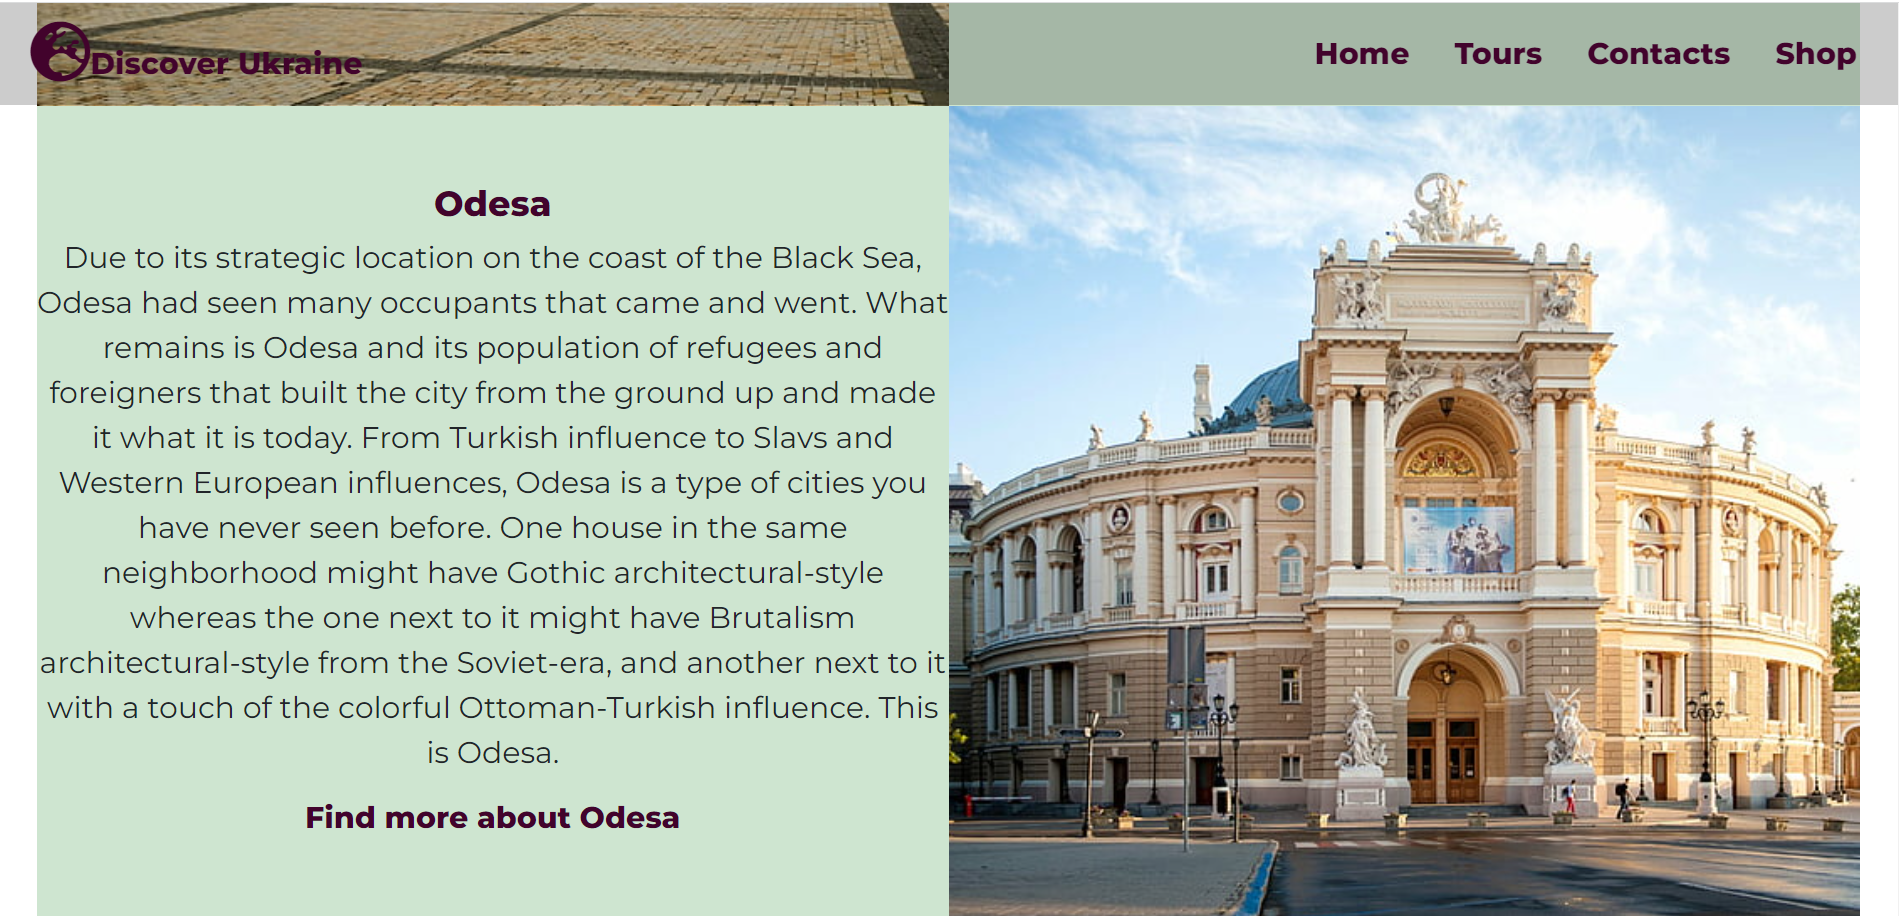 Discover Ukraine
Home Tours Contacts Shop
Odesa
Due to its strategic location on the coast of the Black Sea,
Odesa had seen many occupants that came and went. What
remains is Odesa and its population of refugees and
foreigners that built the city from the ground up and made
it what it is today. From Turkish influence to Slavs and
Western European influences, Odesa is a type of cities you
have never seen before. One house in the same
neighborhood might have Gothic architectural-style
whereas the one next to it might have Brutalism
architectural-style from the Soviet-era, and another next to it
with a touch of the colorful Ottoman-Turkish influence. This
is Odesa.
Find more about Odesa